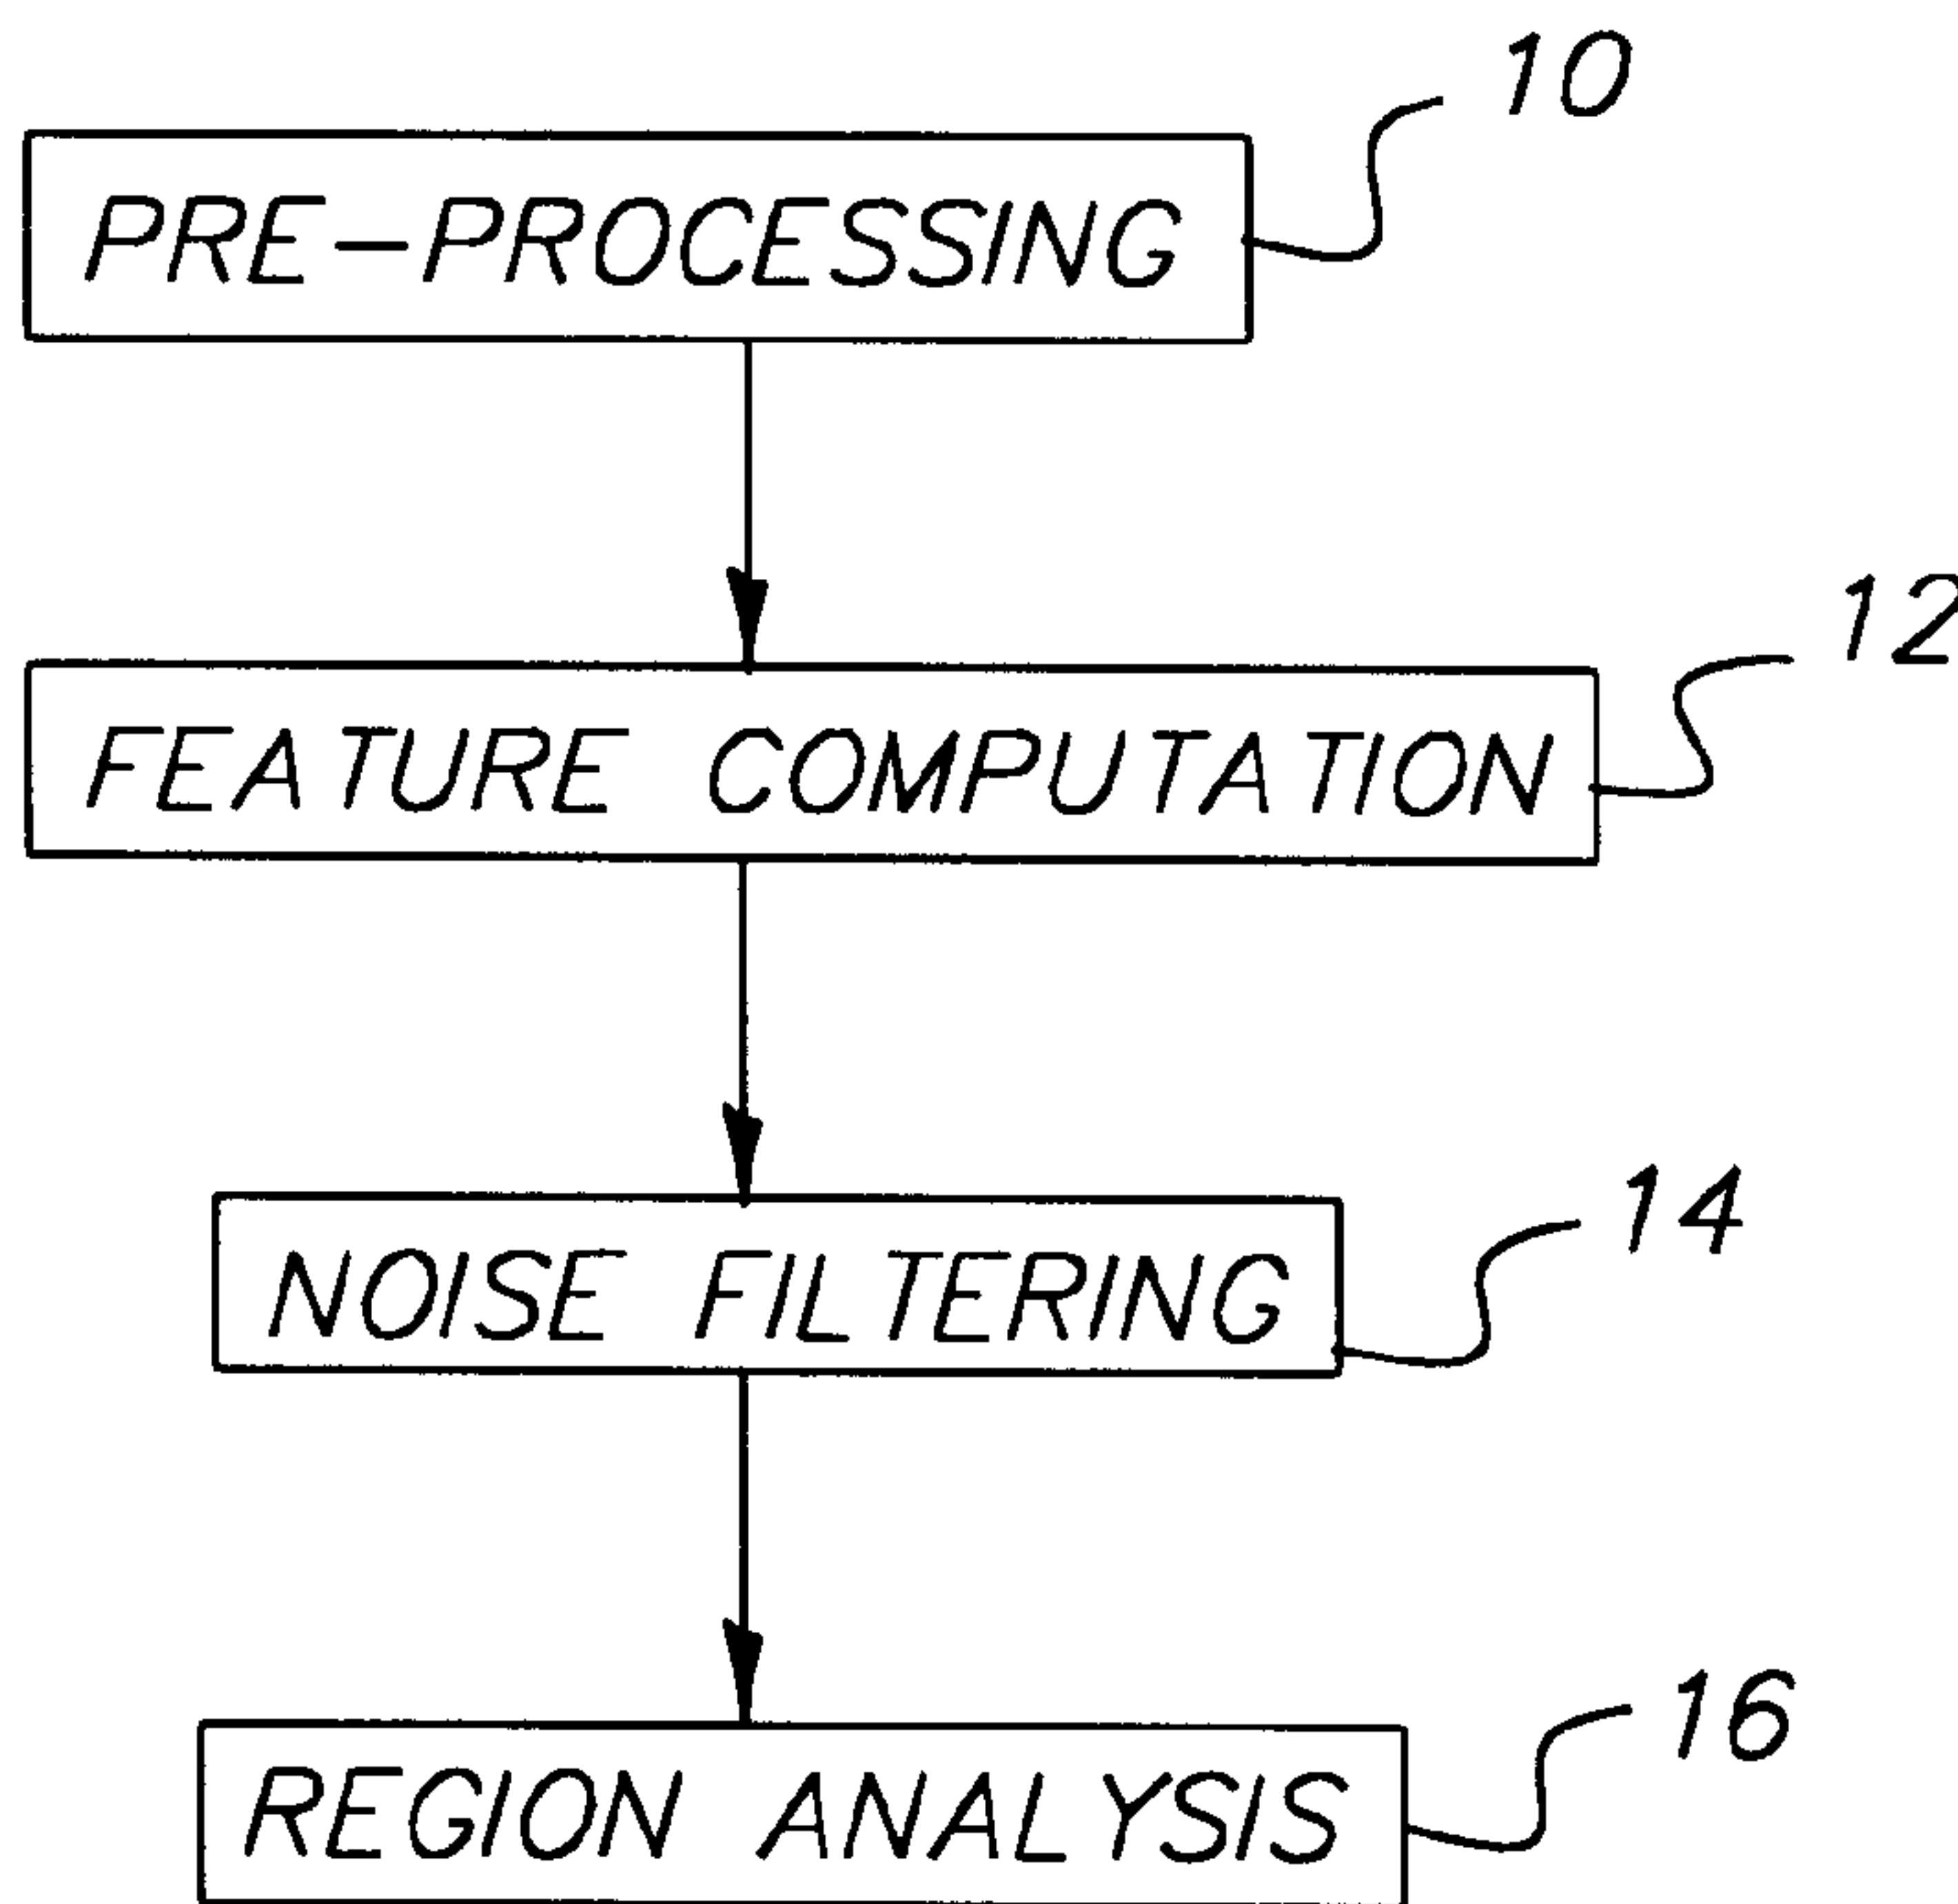 10
PRE-PROCESSING
12
FEATURE COMPUTATION
14
NOISE FILTERING
16
REGION ANALYSIS